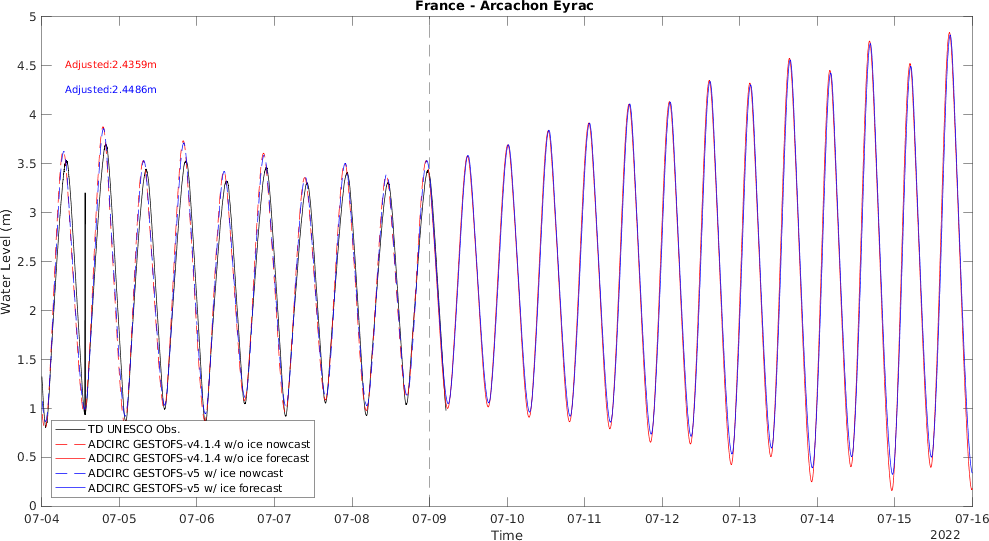 France - Arcachon Eyrac
5
4.5
4
3.5
3
2.5
2
1.5
1
0.5
0
Water Level (m)
Adjusted:2.4359m
Adjusted:2.4486m
TD UNESCO Obs.
ADCIRC GESTOFS-v4.1.4 w/o ice nowcast
ADCIRC GESTOFS-v4.1.4 w/o ice forecast
ADCIRC GESTOFS-v5 w/ ice nowcast
ADCIRC GESTOFS-v5 w/ ice forecast
07-04 07-05 07-06 07-07 07-08 07-09 07-10 07-11 07-12 07-13 07-14 07-15 07-16
Time
2022